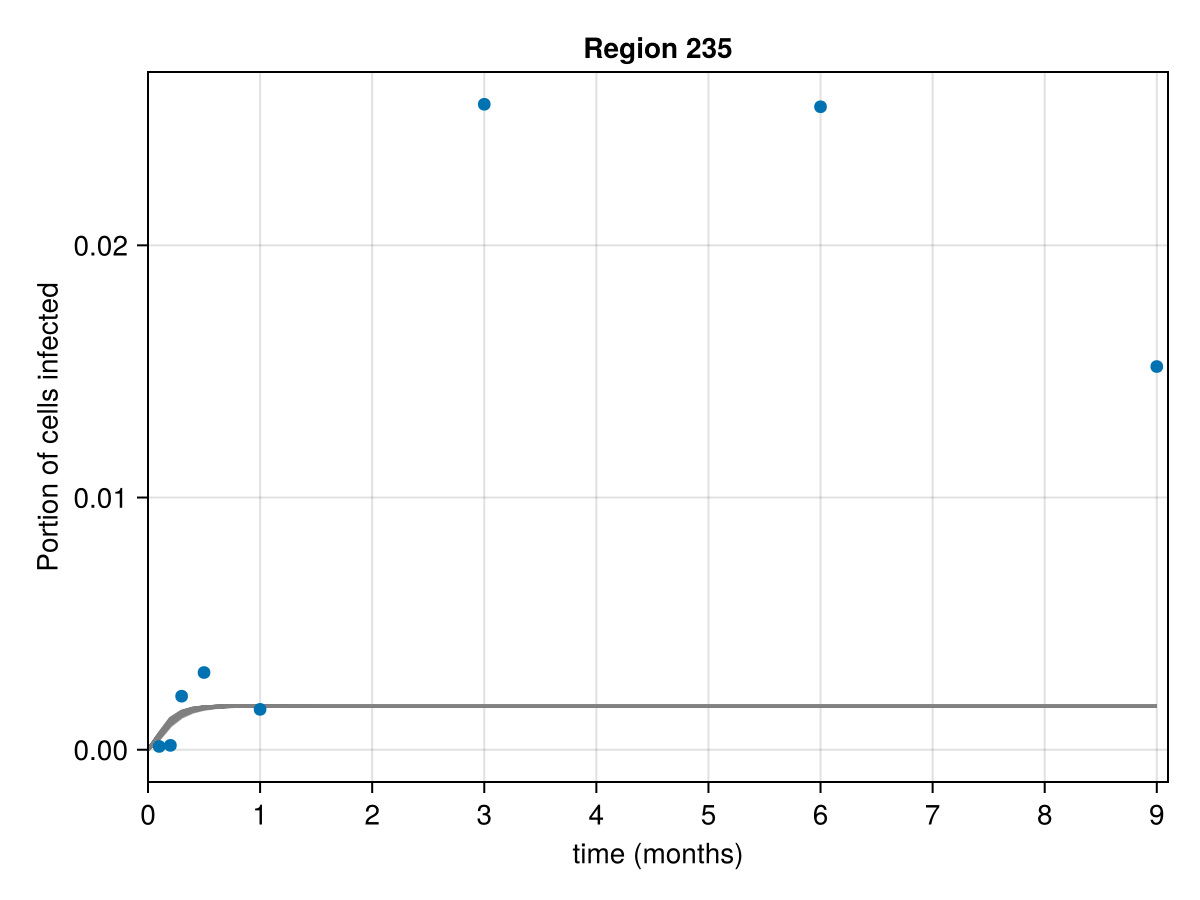 Region 235
Portion of cells infected
0.02
0.01
0.00
0 1 2 3 4 5 6 7 8 9
time (months)